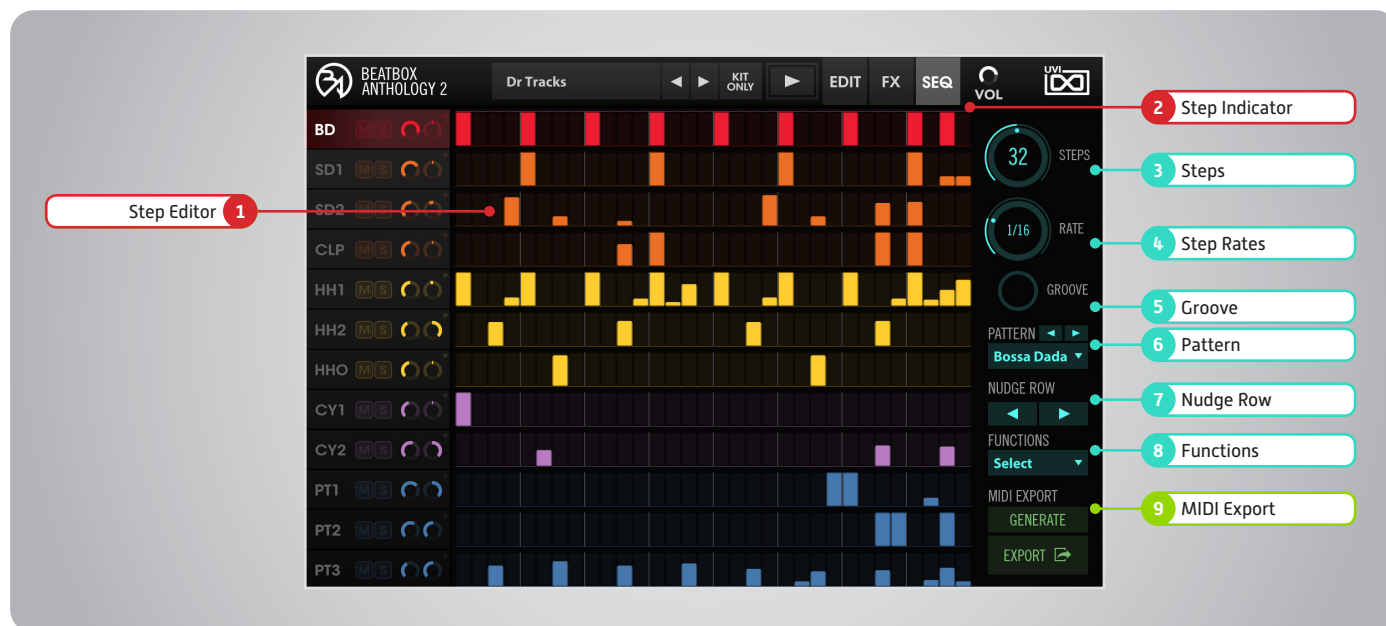 BEATBOX
ANTHOLOGY 2
Dr Tracks
KIT
ONLY
EDIT
FX
SEQ
VOL
UVI
BD M S
SD1 M S
SD2 M S
CLP M S
HH1 M S
HH2 M S
HHO M S
CY1 M S
CY2 M S
PT1 M S
PT2 M S
PT3 M S
32
STEPS
1/16
RATE
GROOVE
PATTERN
Bossa Dada
NUDGE ROW
FUNCTIONS
Select
MIDI EXPORT
GENERATE
EXPORT
Step Editor 1
2 Step Indicator
3 Steps
4 Step Rates
5 Groove
6 Pattern
7 Nudge Row
8 Functions
9 MIDI Export